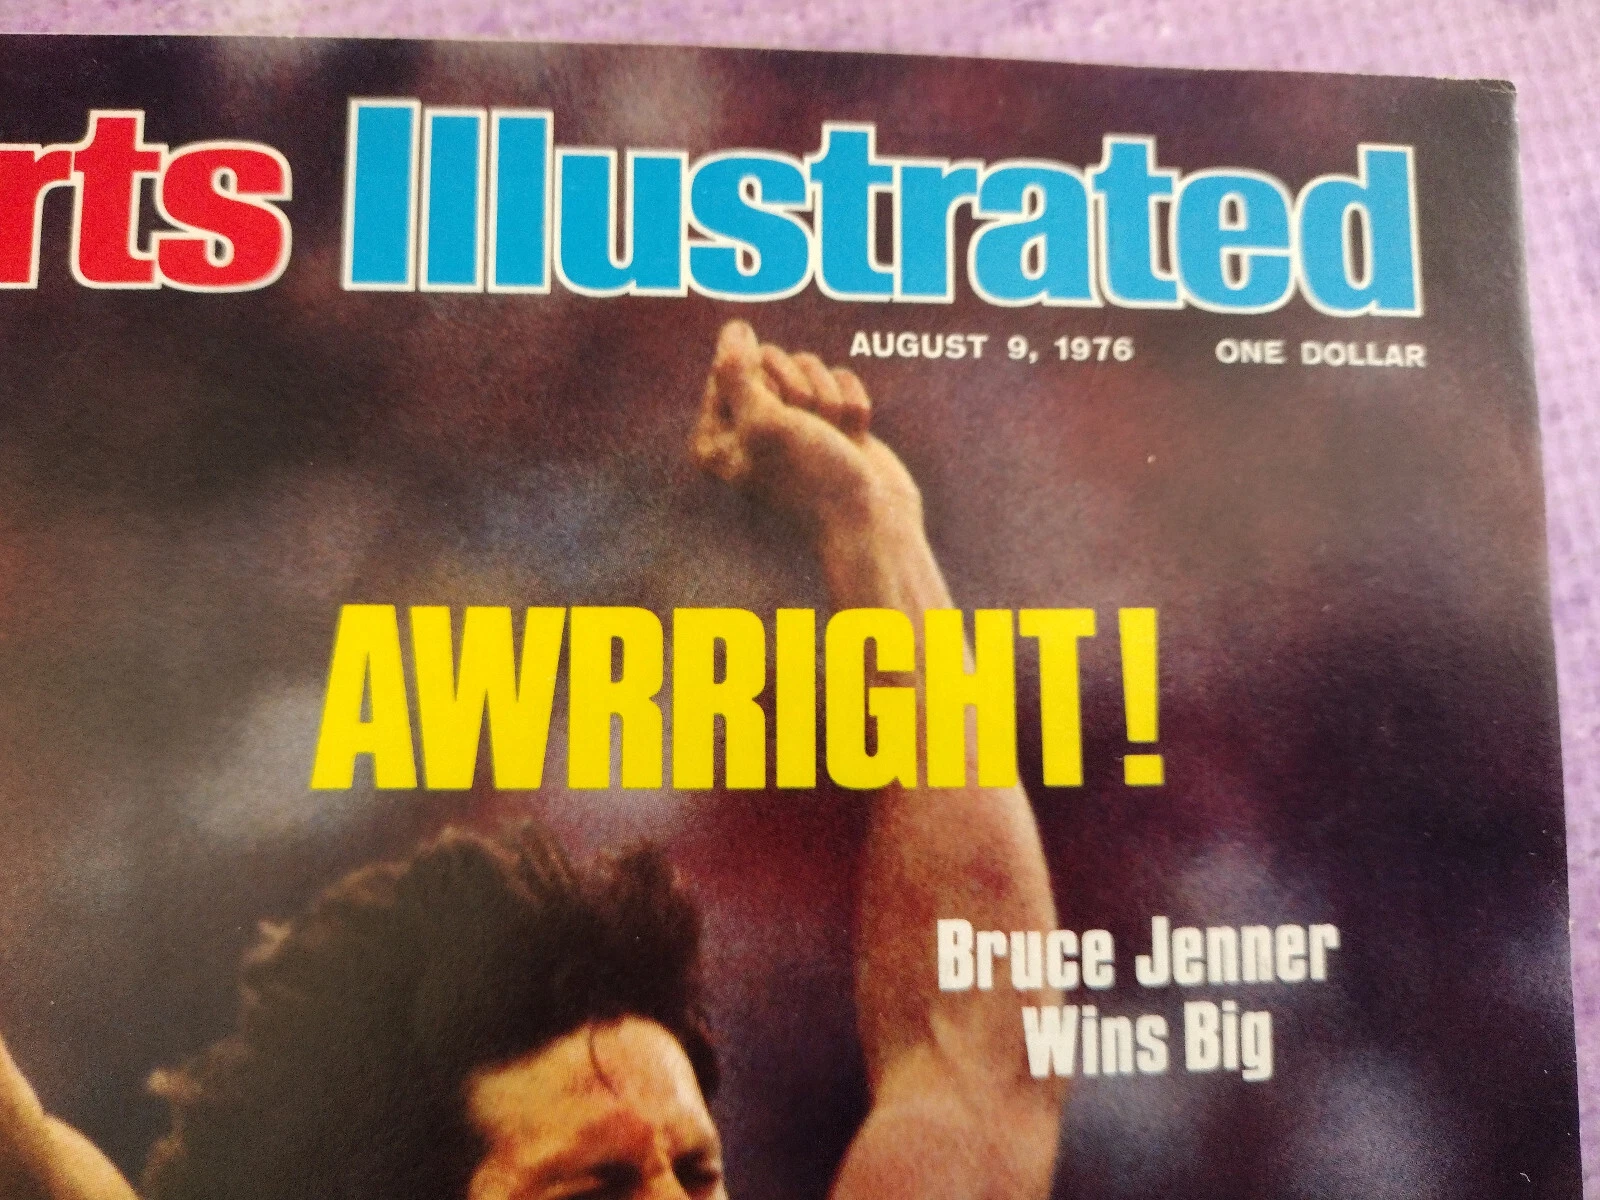 rts Illustrated
AUGUST 9, 1976 ONE DOLLAR
AWRRIGHT!
Bruce Jenner
Wins Big